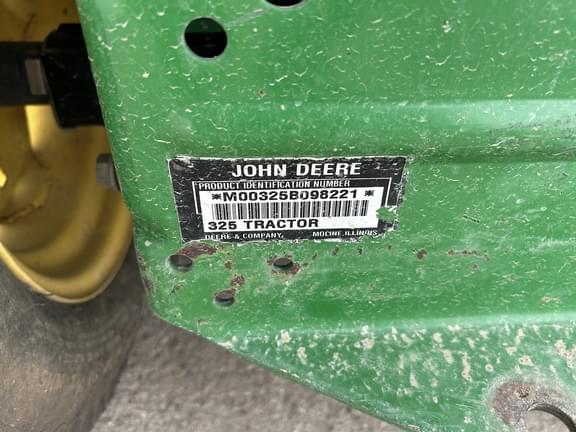 JOHN DEERE
PRODUCT IDENTIFICATION NUMBER
*M00325B098221*
325 TRACTOR
DEERE & COMPANY, MOLINE, ILLINOIS